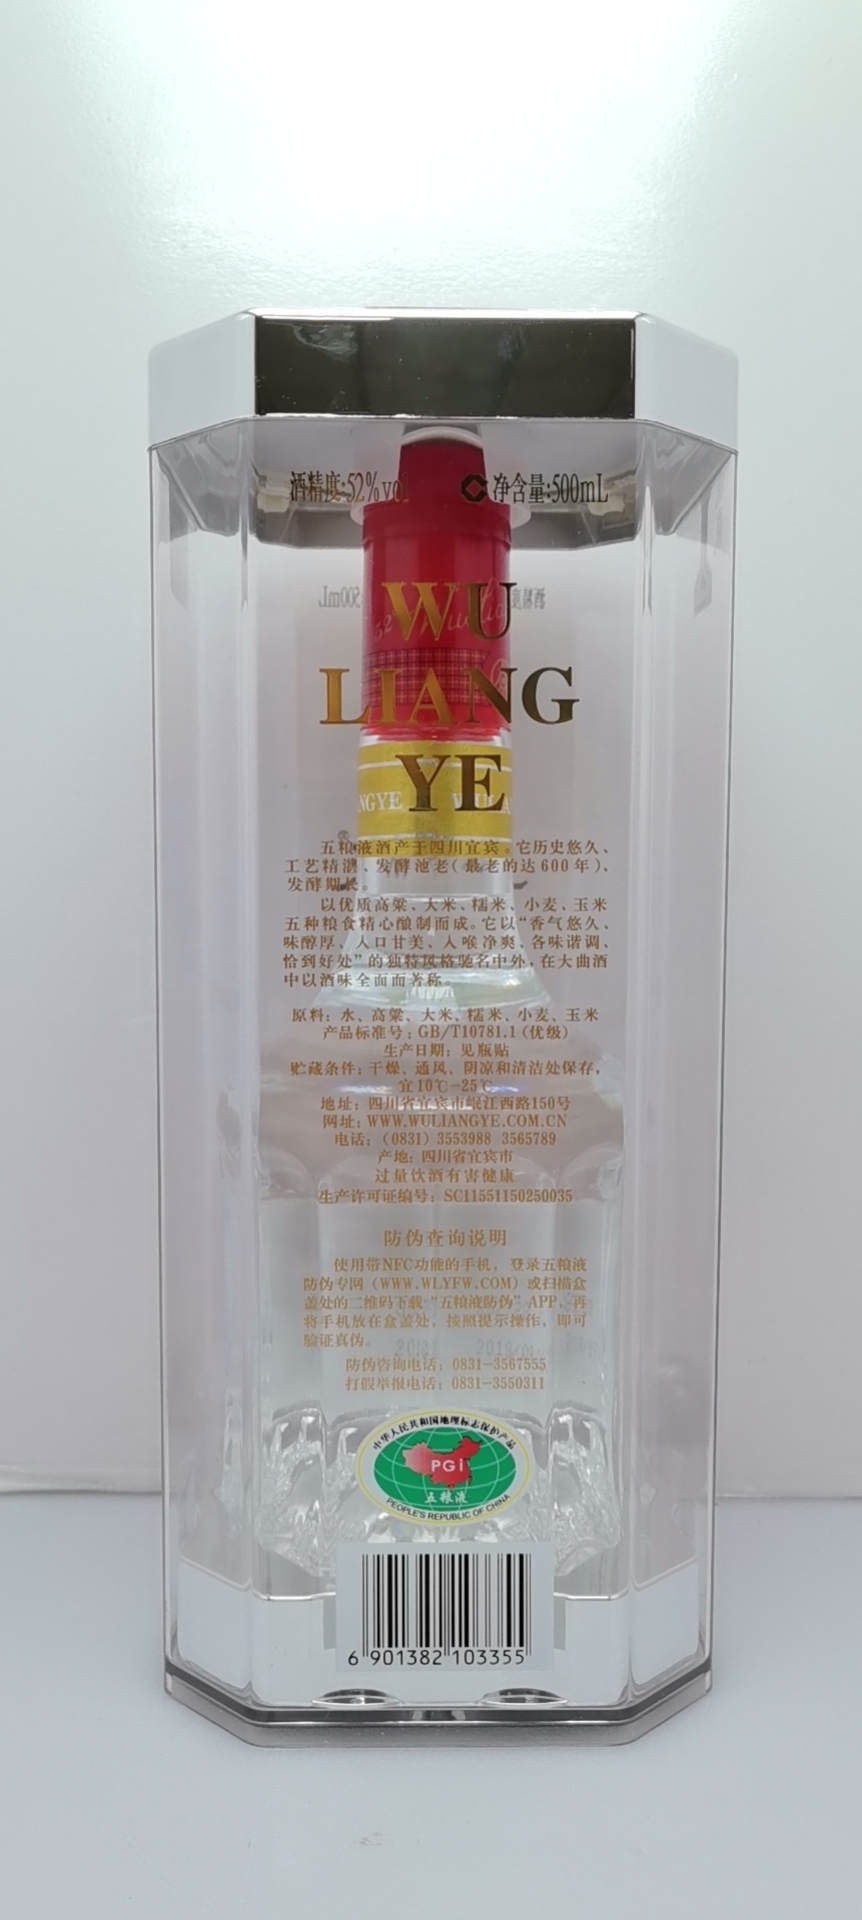 酒精度:52%vol 净含量:500mL
WU
LIANG
YE
NGYE WULIA
五粮液酒产于四川宜宾。它历史悠久、
工艺精湛、发酵池老(最老的达600年)、
发酵期长。
以优质高粱、大米、糯米、小麦、玉米
五种粮食精心酿制而成。它以“香气悠久、
味醇厚、入口甘美、入喉净爽、各味谐调、
恰到好处”的独特风格驰名中外,在大曲酒
中以酒味全面而著称。
原料: 水、高粱、大米、糯米、小麦、玉米
产品标准号: GB/T10781.1(优级)
生产日期: 见瓶贴
贮藏条件: 干燥、通风、阴凉和清洁处保存,
宜10℃-25℃
地址: 四川省宜宾市岷江西路150号
网址: WWW.WULIANGYE.COM.CN
电话: (0831) 3553988 3565789
产地: 四川省宜宾市
过量饮酒有害健康
生产许可证编号: SC11551150250035
防伪查询说明
使用带NFC功能的手机, 登录五粮液
防伪专网 (WWW.WLYFW.COM) 或扫描盒
盖处的二维码下载“五粮液防伪” APP, 再
将手机放在盒盖处, 按照提示操作, 即可
验证真伪。
防伪咨询电话: 0831-3567555
打假举报电话: 0831-3550311
中华人民共和国地理标志保护产品
PGi
五粮液
PEOPLE'S REPUBLIC OF CHINA
6 901382 103355